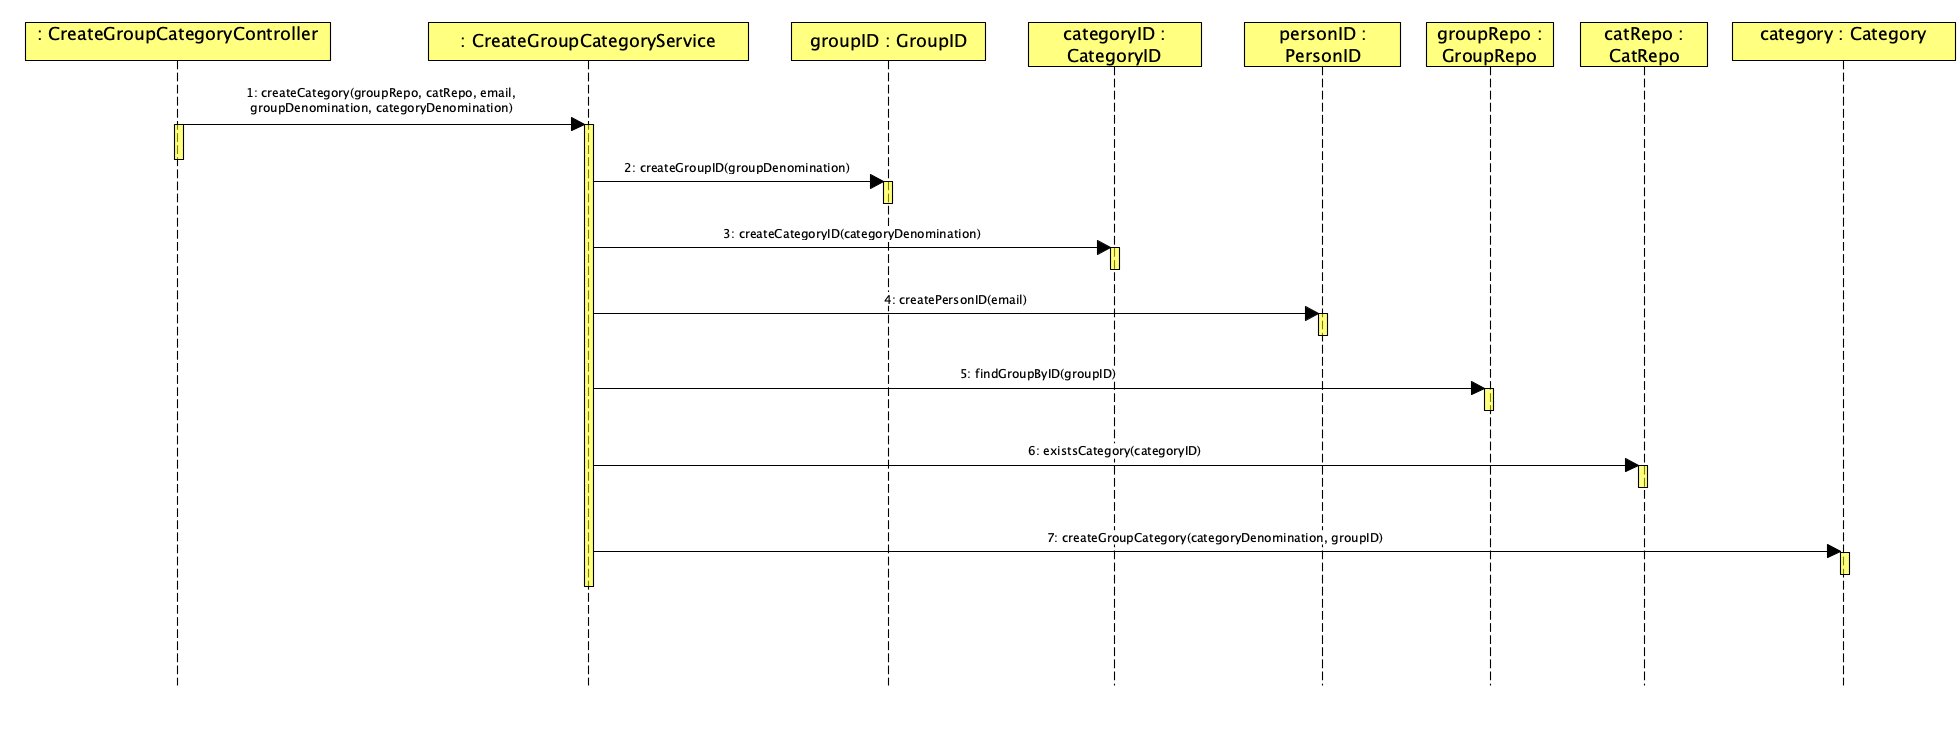 : CreateGroupCategoryController
: CreateGroupCategoryService
groupID : GroupID
categoryID :
CategoryID
personID :
PersonID
groupRepo :
GroupRepo
catRepo :
CatRepo
category : Category
1: createCategory(groupRepo, catRepo, email,
groupDenomination, categoryDenomination)
2: createGroupID(groupDenomination)
3: createCategoryID(categoryDenomination)
4: createPersonID(email)
5: findGroupByID(groupID)
6: existsCategory(categoryID)
7: createGroupCategory(categoryDenomination, groupID)